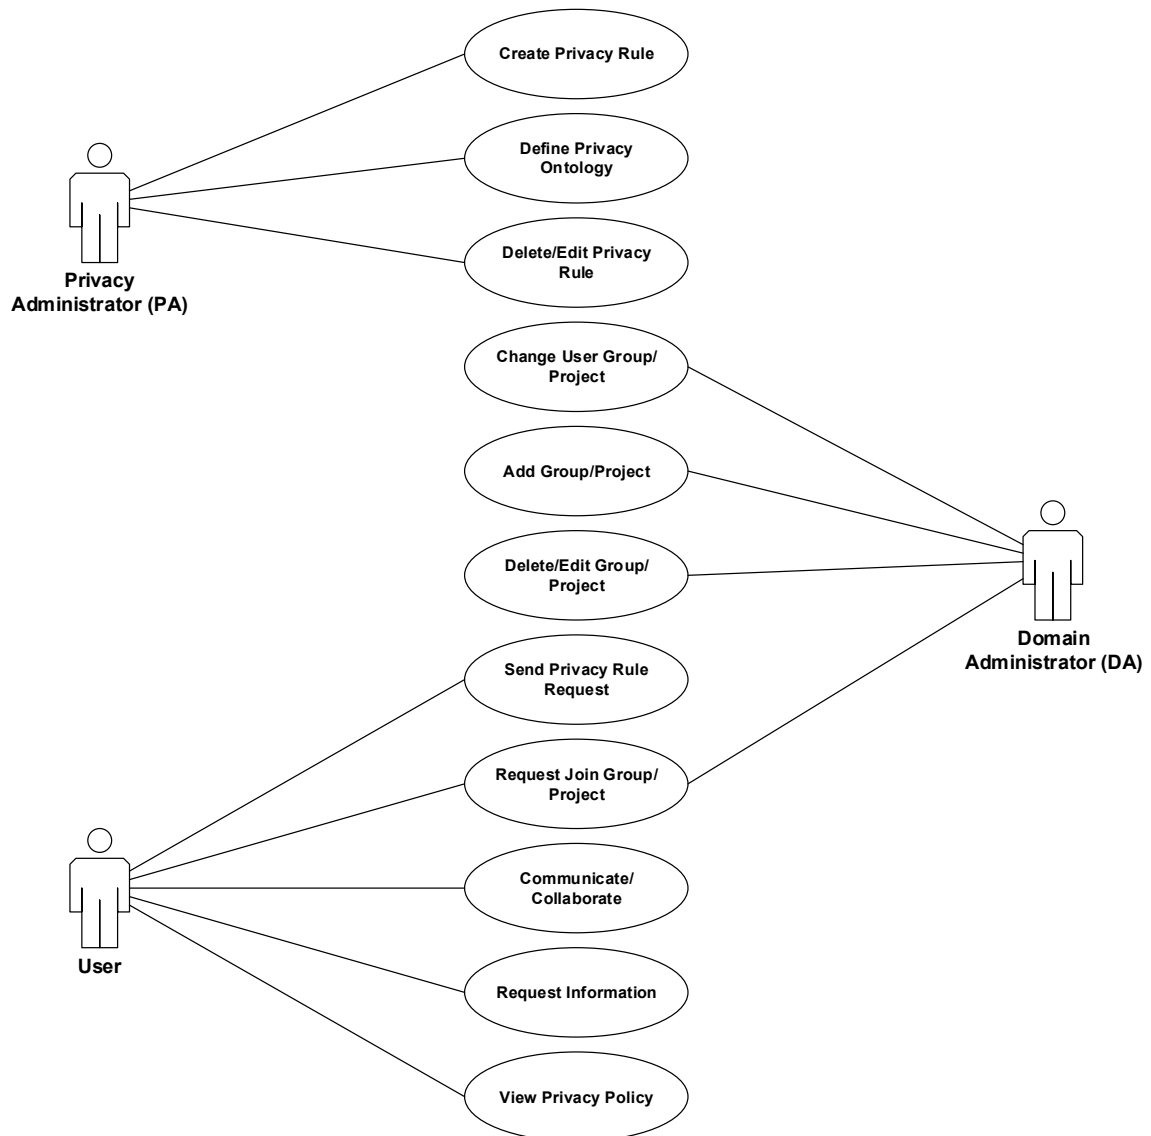 Create Privacy Rule
Define Privacy
Ontology
Delete/Edit Privacy
Rule
Privacy
Administrator (PA)
Change User Group/
Project
Add Group/Project
Delete/Edit Group/
Project
Domain
Administrator (DA)
Send Privacy Rule
Request
Request Join Group/
Project
Communicate/
Collaborate
User
Request Information
View Privacy Policy